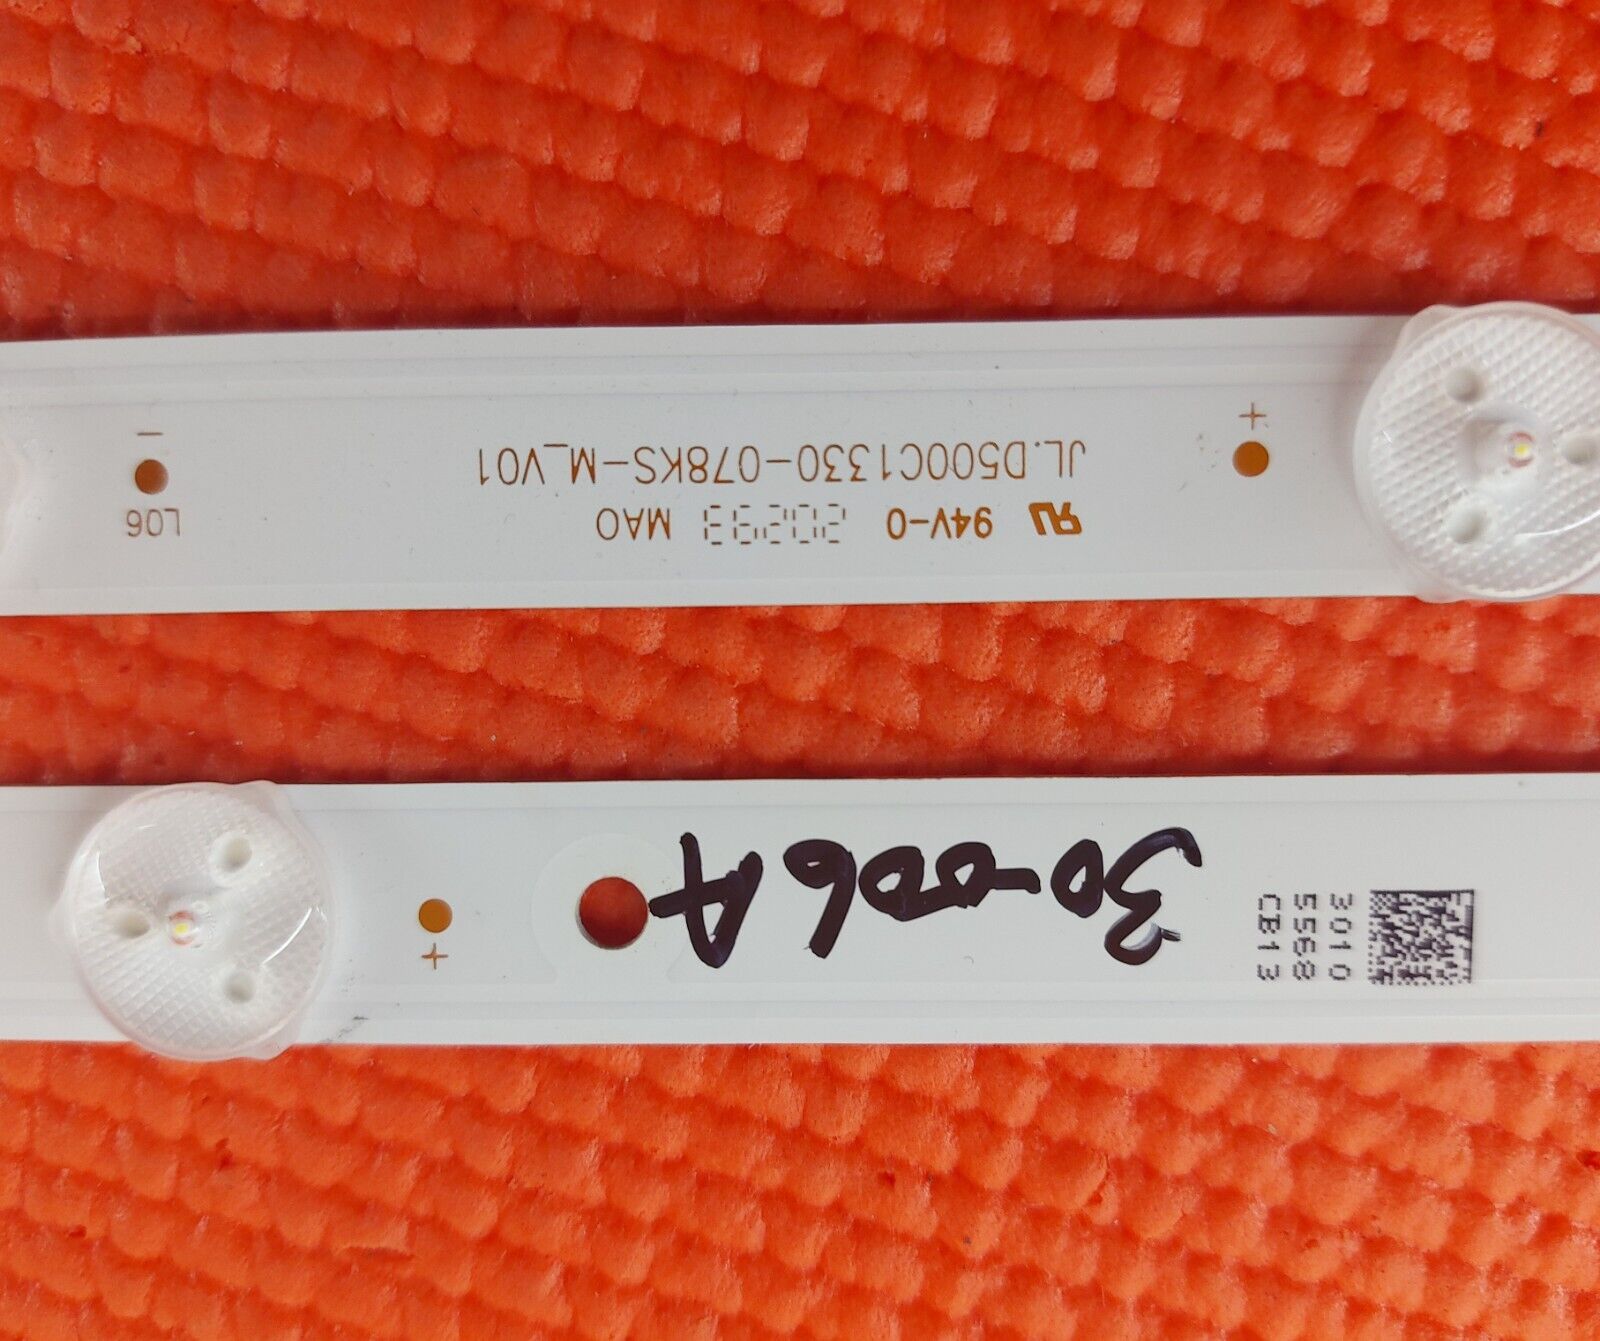 JL.D500C1330-078KS-M_V01
94V-0 MAO
+
-
L06
30-006A
+
3010
5568
CB13